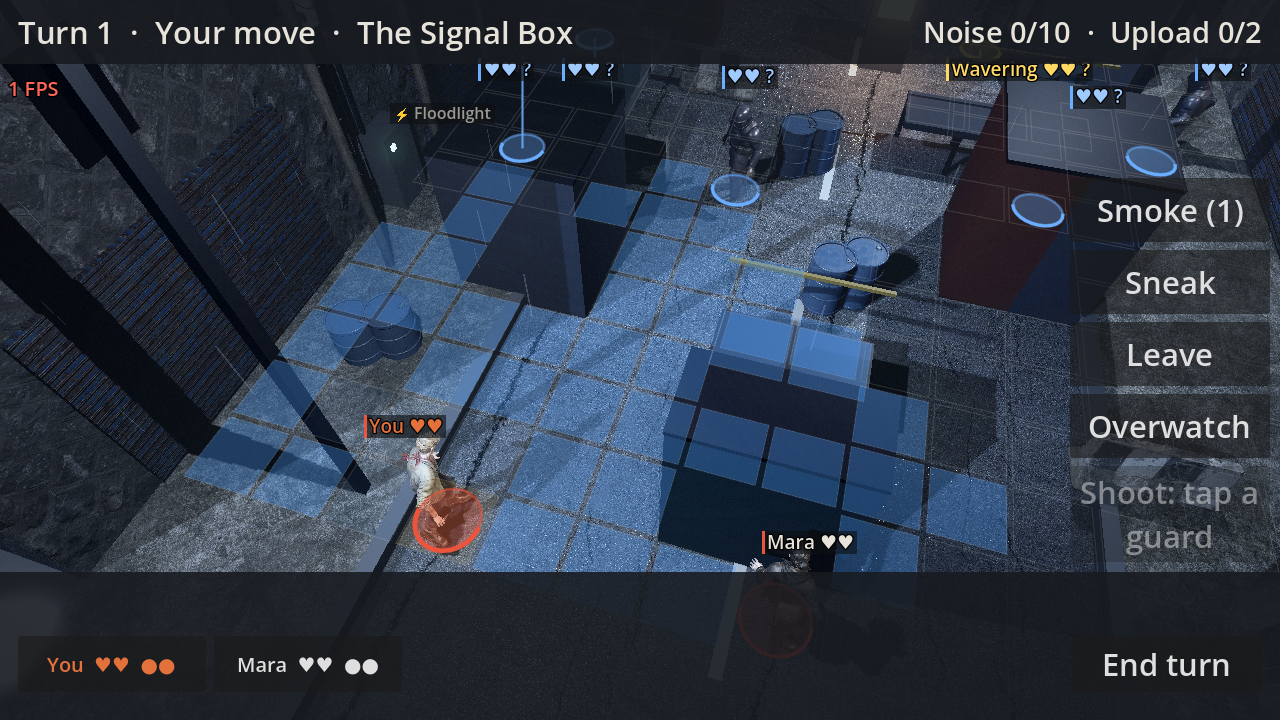 Turn 1 · Your move · The Signal Box
Noise 0/10 · Upload 0/2
1 FPS
♥♥ ?
♥♥ ?
♥♥ ?
Wavering ♥♥ ?
♥♥ ?
♥♥ ?
⚡ Floodlight
Smoke (1)
Sneak
Leave
Overwatch
Shoot: tap a
guard
You ♥♥
Mara ♥♥
You ♥♥ ●●
Mara ♥♥ ●●
End turn